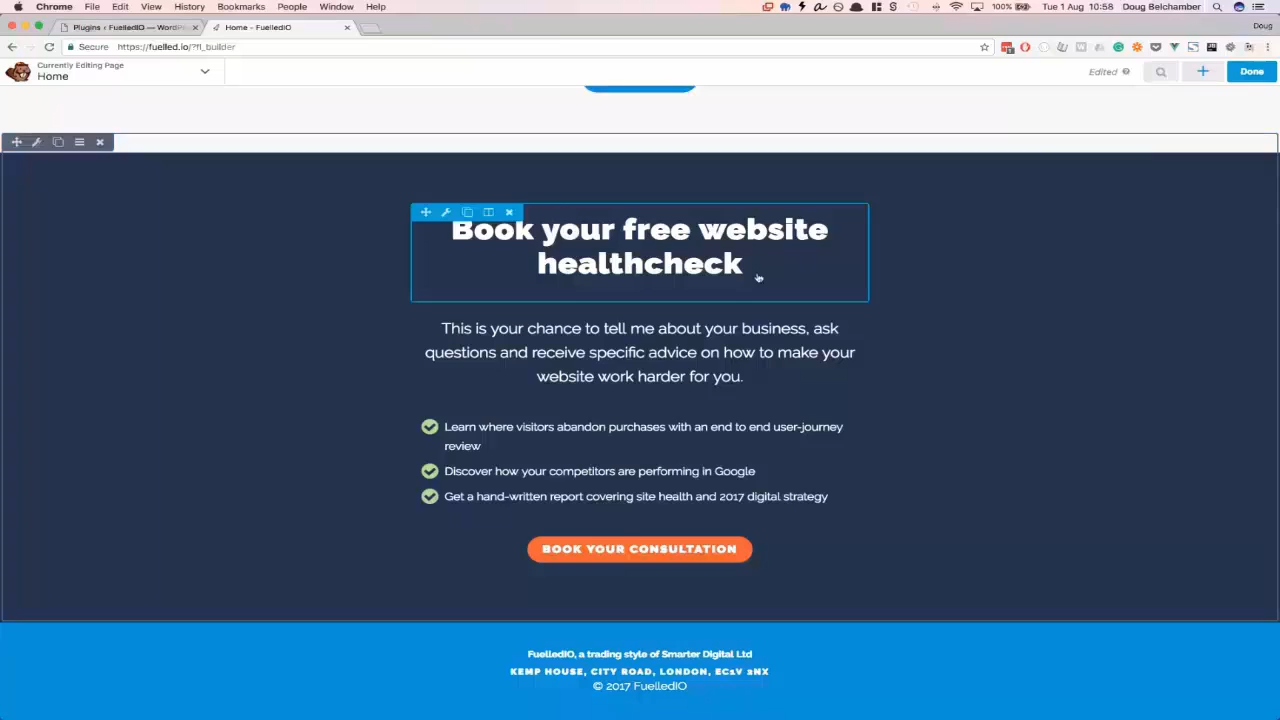 Chrome File Edit View History Bookmarks People Window Help 100% Tue 1 Aug 10:58 Doug Belchamber
Plugins ‹ FuelledIO — WordPr Home - FuelledIO Doug
Secure https://fuelled.io/?fl_builder
Currently Editing Page
Home
Edited
Done
Book your free website
healthcheck
This is your chance to tell me about your business, ask
questions and receive specific advice on how to make your
website work harder for you.
Learn where visitors abandon purchases with an end to end user-journey
review
Discover how your competitors are performing in Google
Get a hand-written report covering site health and 2017 digital strategy
BOOK YOUR CONSULTATION
FuelledIO, a trading style of Smarter Digital Ltd
KEMP HOUSE, CITY ROAD, LONDON, EC1V 2NX
© 2017 FuelledIO